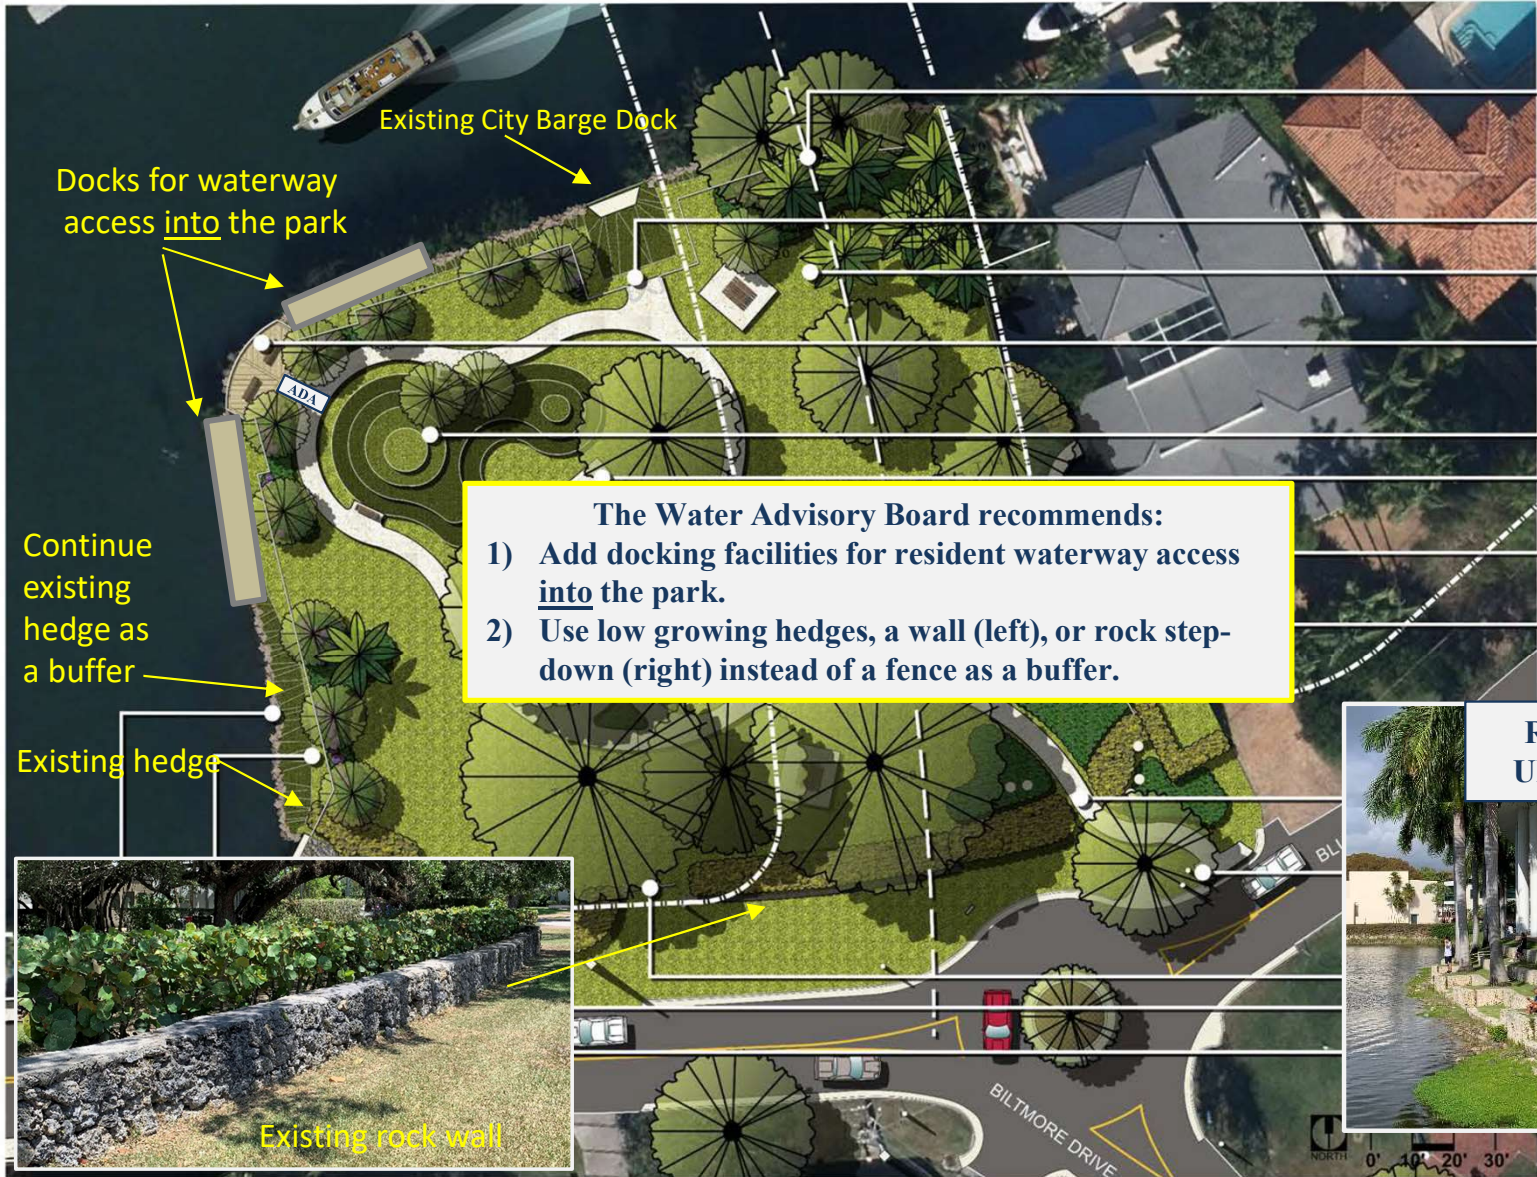 Existing City Barge Dock
Docks for waterway
access into the park
ADA
The Water Advisory Board recommends:
1) Add docking facilities for resident waterway access
into the park.
2) Use low growing hedges, a wall (left), or rock step-
down (right) instead of a fence as a buffer.
Continue
existing
hedge as
a buffer
Existing hedge
Existing rock wall
BILTMORE DRIVE
NORTH
0' 10' 20' 30'